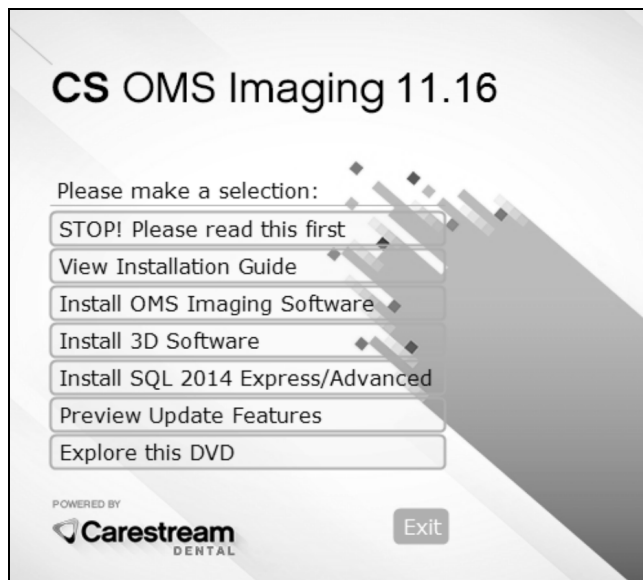 CS OMS Imaging 11.16
Please make a selection:
STOP! Please read this first
View Installation Guide
Install OMS Imaging Software
Install 3D Software
Install SQL 2014 Express/Advanced
Preview Update Features
Explore this DVD
POWERED BY
Carestream
DENTAL
Exit